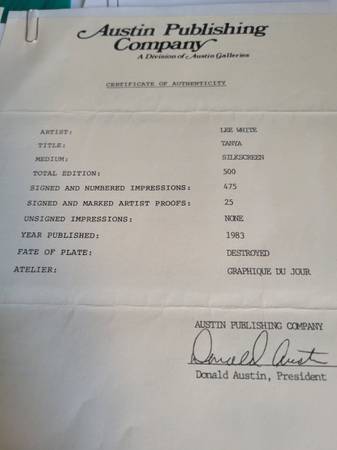 Austin Publishing
Company
A Division of Austin Galleries
CERTIFICATE OF AUTHENTICITY
ARTIST: LEE WHITE
TITLE: TANYA
MEDIUM: SILKSCREEN
TOTAL EDITION: 500
SIGNED AND NUMBERED IMPRESSIONS: 475
SIGNED AND MARKED ARTIST PROOFS: 25
UNSIGNED IMPRESSIONS: NONE
YEAR PUBLISHED: 1983
FATE OF PLATE: DESTROYED
ATELIER: GRAPHIQUE DU JOUR
AUSTIN PUBLISHING COMPANY
Donald Austin
Donald Austin, President